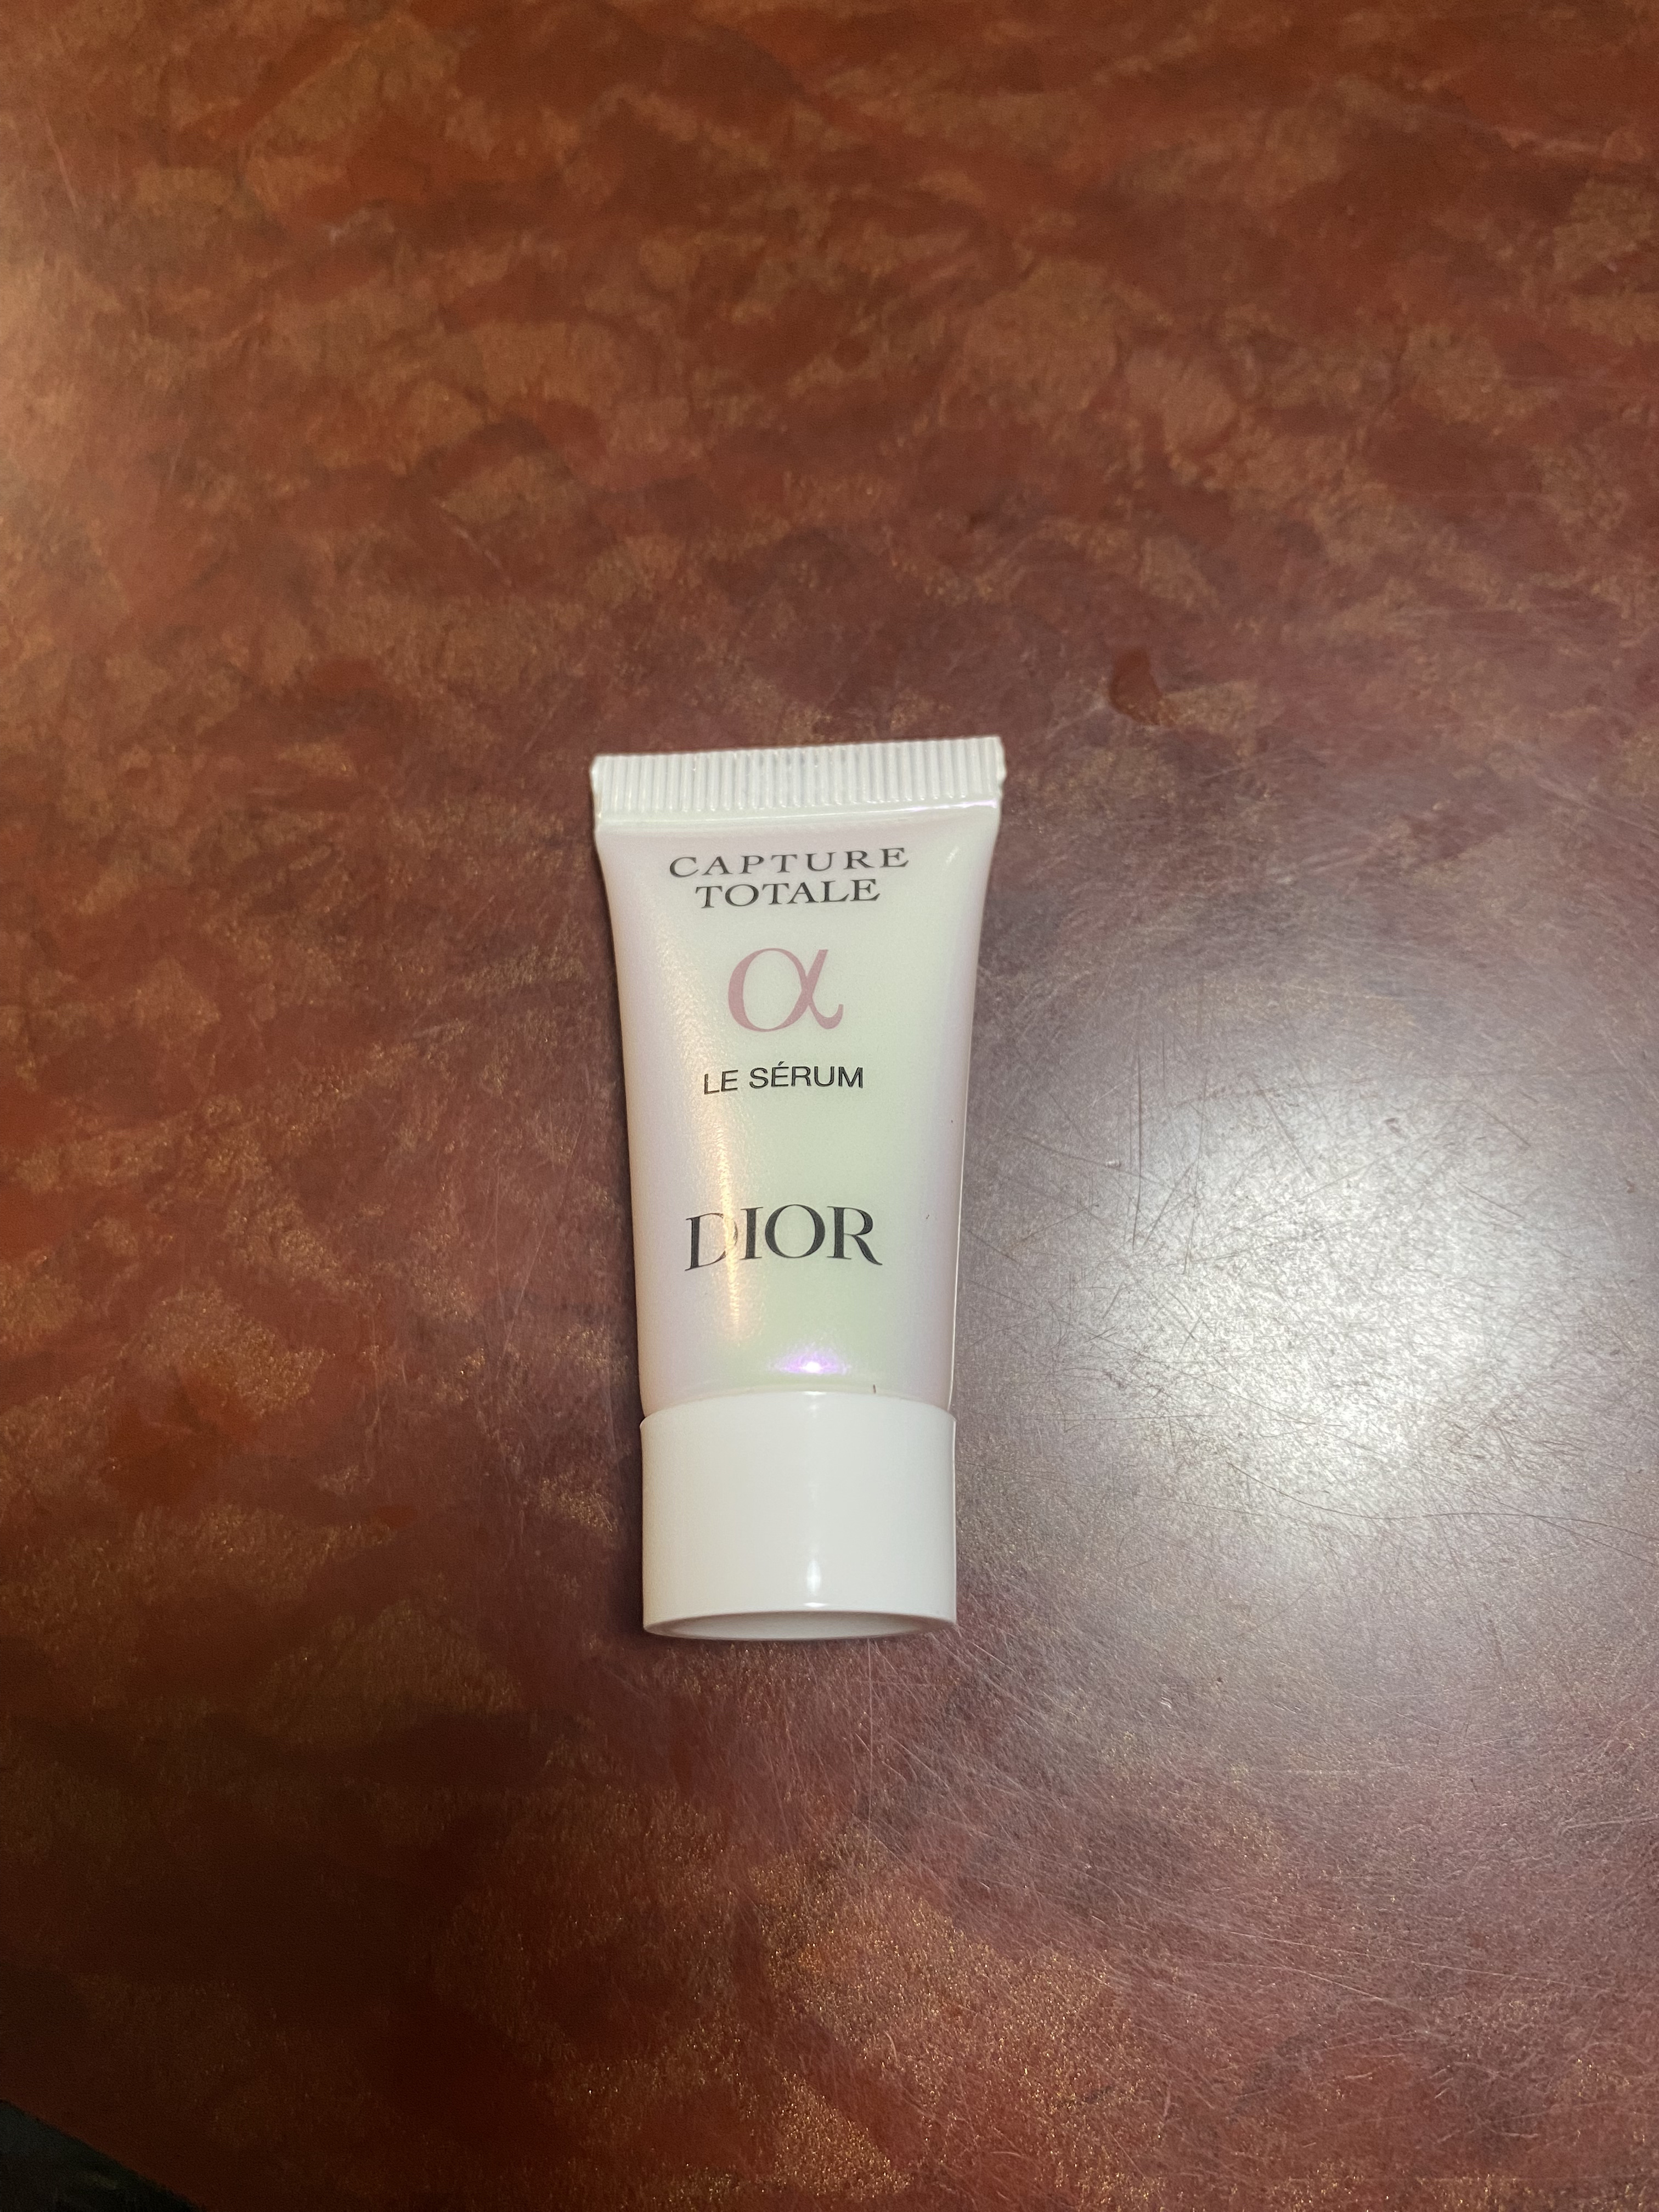 CAPTURE
TOTALE
α
LE SÉRUM
DIOR